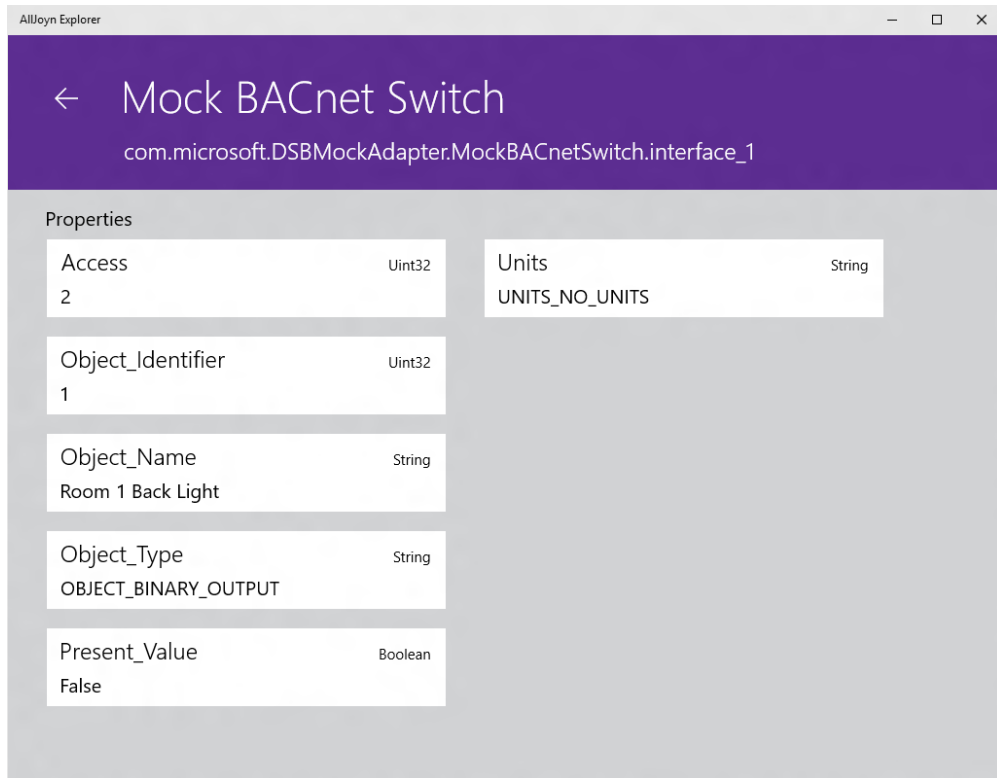 AllJoyn Explorer
Mock BACnet Switch
com.microsoft.DSBMockAdapter.MockBACnetSwitch.interface_1
Properties
Access Uint32
2
Object_Identifier Uint32
1
Object_Name String
Room 1 Back Light
Object_Type String
OBJECT_BINARY_OUTPUT
Present_Value Boolean
False
Units String
UNITS_NO_UNITS